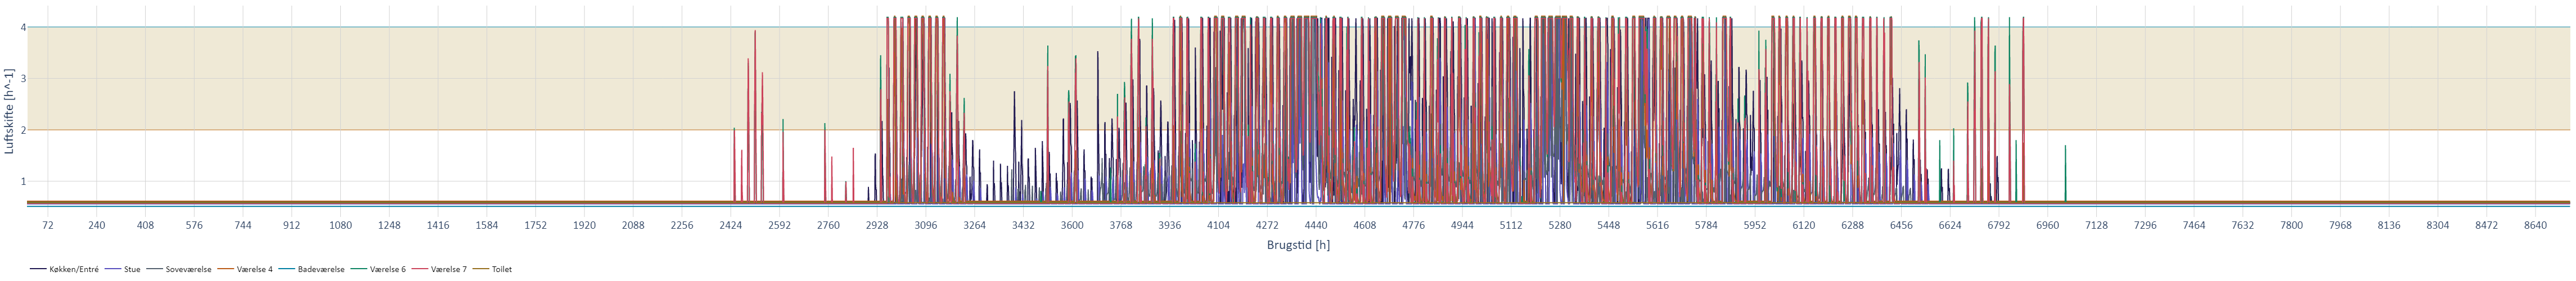 4
3
2
1
Luftskifte [h^-1]
72 240 408 576 744 912 1080 1248 1416 1584 1752 1920 2088 2256 2424 2592 2760 2928 3096 3264 3432 3600 3768 3936 4104 4272 4440 4608 4776 4944 5112 5280 5448 5616 5784 5952 6120 6288 6456 6624 6792 6960 7128 7296 7464 7632 7800 7968 8136 8304 8472 8640
Brugstid [h]
Køkken/Entré Stue Soveværelse Værelse 4 Badeværelse Værelse 6 Værelse 7 Toilet